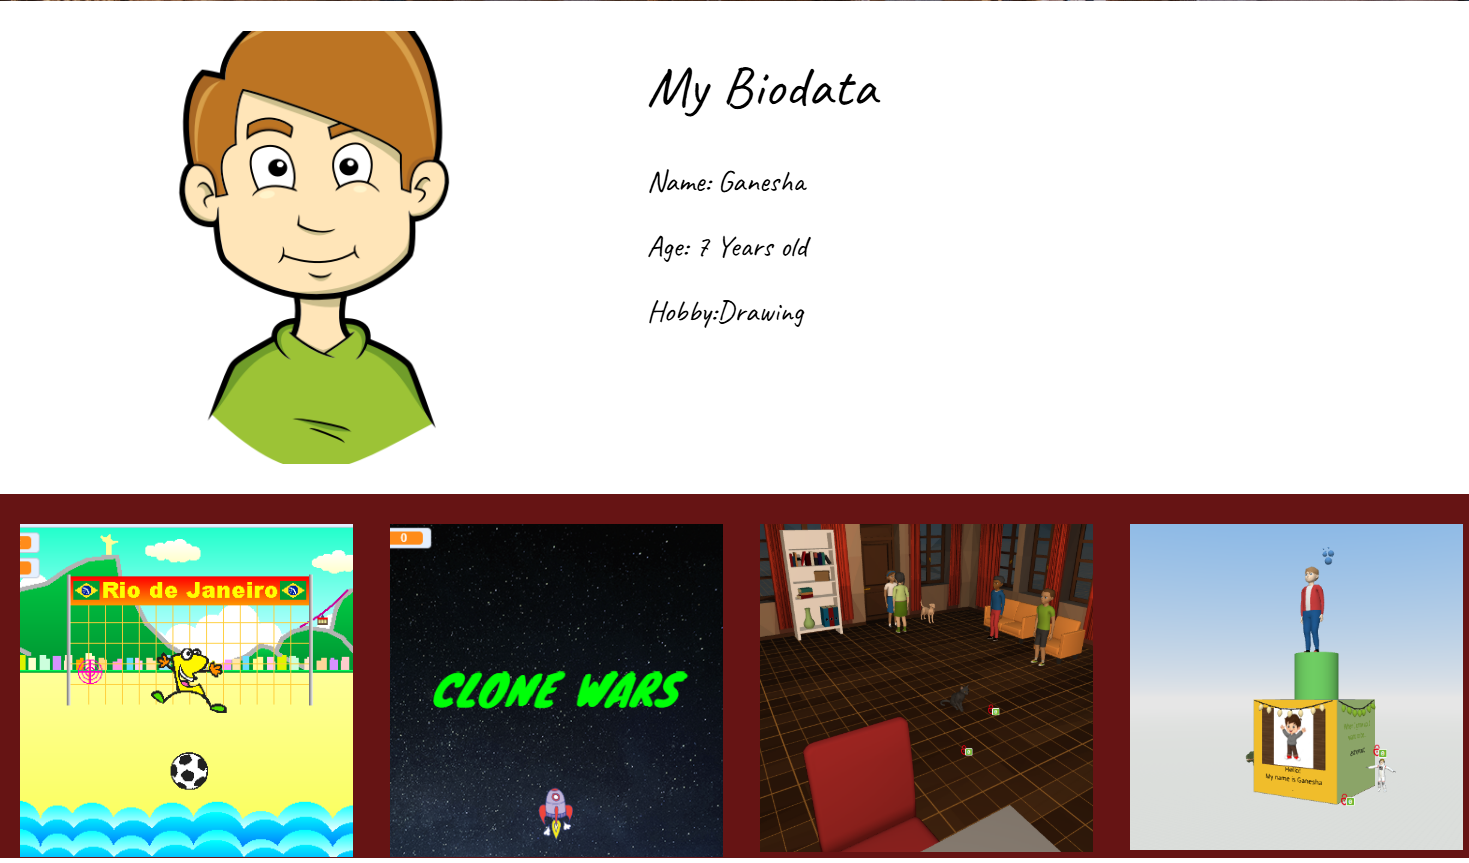 My Biodata
Name: Ganesha
Age: 7 Years old
Hobby:Drawing
Rio de Janeiro
0
CLONE WARS
Hello!
My name is Ganesha